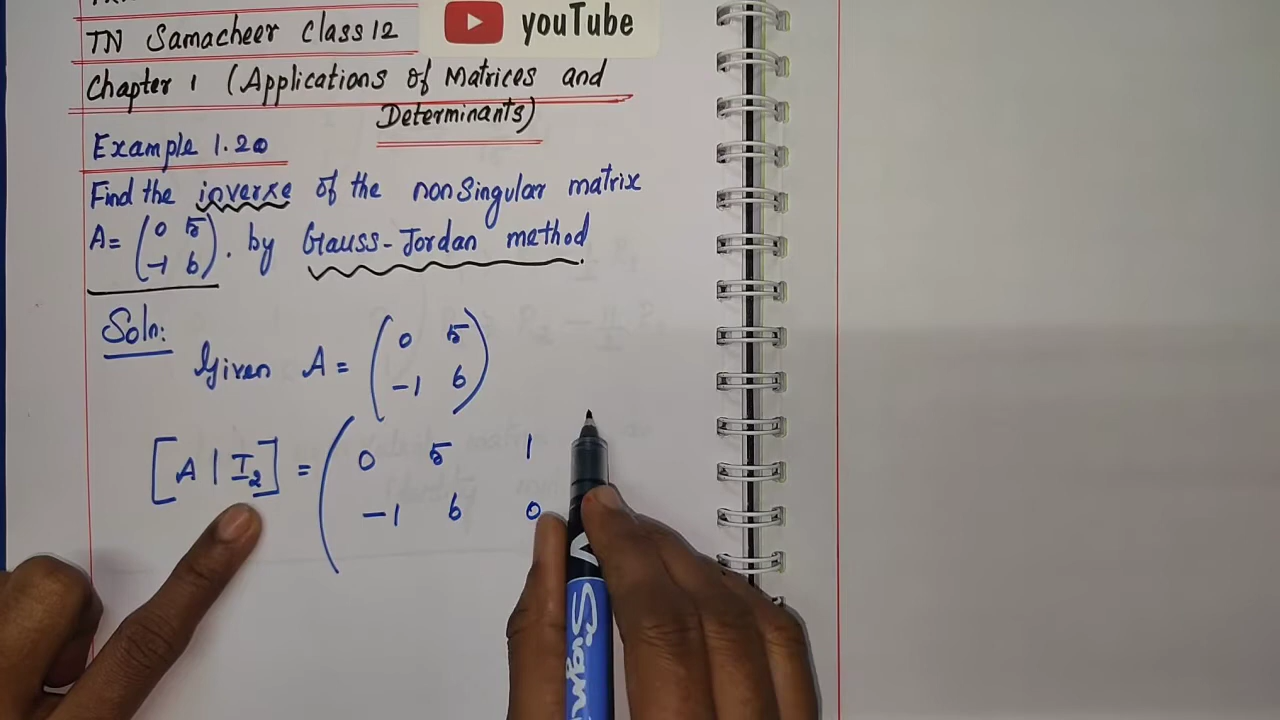 TN Samacheer Class 12
youTube
Chapter 1 (Applications of Matrices and
Determinants)
Example 1.20
Find the inverse of the nonSingular matrix
A= (0 5
-1 6). by Gauss-Jordan method.
Soln:
Given A = (0 5
-1 6)
[A | I₂] = (0 5 1
-1 6 0